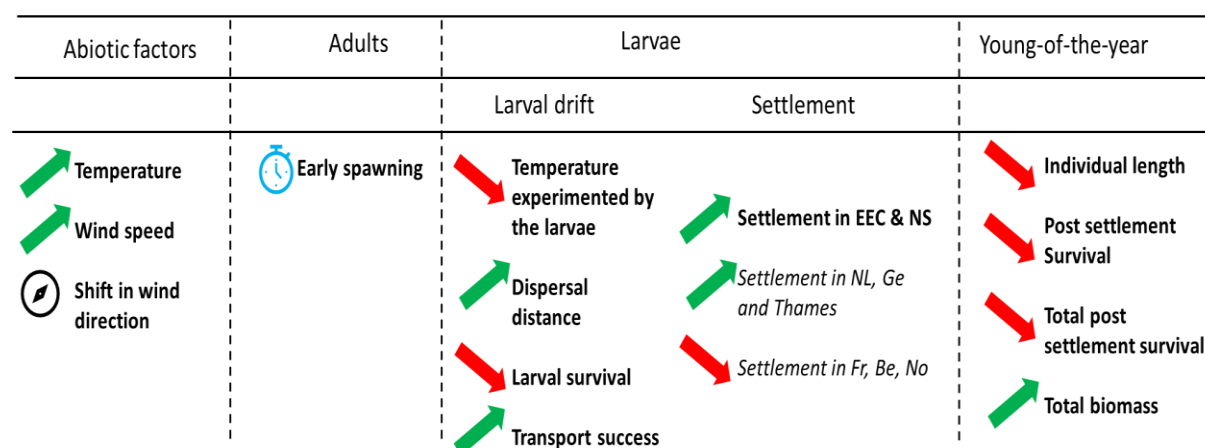 Abiotic factors
Adults
Larvae
Young-of-the-year
Larval drift
Settlement
Temperature
Wind speed
Shift in wind
direction
Early spawning
Temperature
experimented by
the larvae
Dispersal
distance
Larval survival
Transport success
Settlement in EEC & NS
Settlement in NL, Ge
and Thames
Settlement in Fr, Be, No
Individual length
Post settlement
Survival
Total post
settlement survival
Total biomass